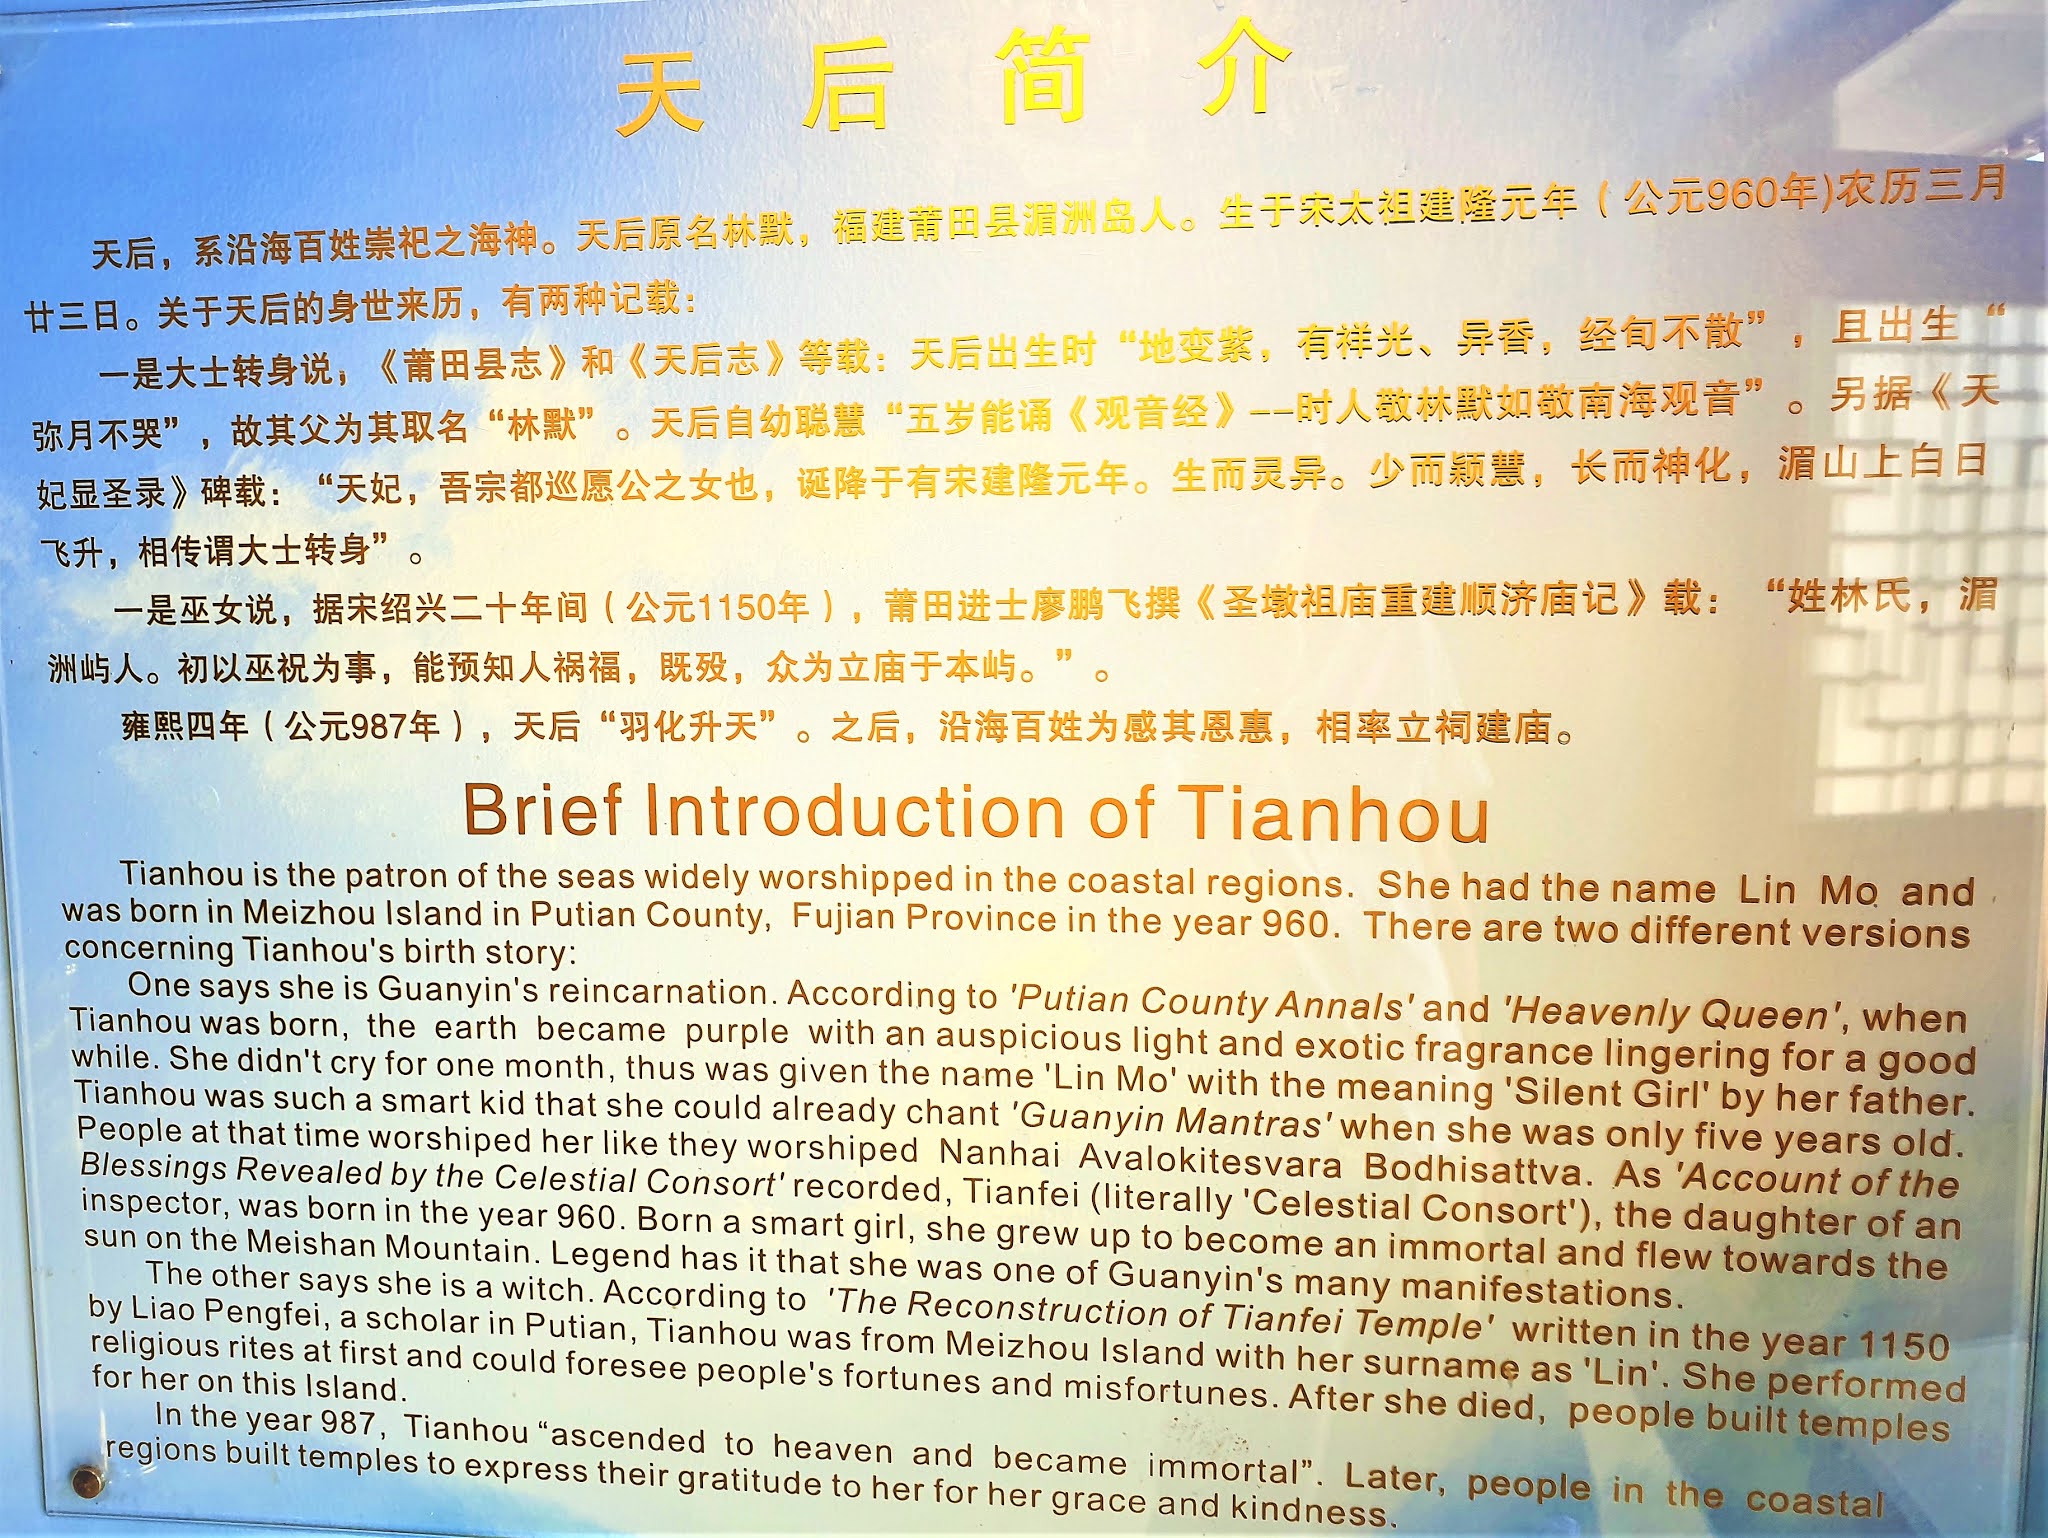 天后简介
天后，系沿海百姓崇祀之海神。天后原名林默，福建莆田县湄洲岛人。生于宋太祖建隆元年（公元960年)农历三月
廿三日。关于天后的身世来历，有两种记载：
一是大士转身说，《莆田县志》和《天后志》等载：天后出生时“地变紫，有祥光、异香，经旬不散”，且出生“
弥月不哭”，故其父为其取名“林默”。天后自幼聪慧“五岁能诵《观音经》--时人敬林默如敬南海观音”。另据《天
妃显圣录》碑载：“天妃，吾宗都巡愿公之女也，诞降于有宋建隆元年。生而灵异。少而颖慧，长而神化，湄山上白日
飞升，相传谓大士转身”。
一是巫女说，据宋绍兴二十年间（公元1150年），莆田进士廖鹏飞撰《圣墩祖庙重建顺济庙记》载：“姓林氏，湄
洲屿人。初以巫祝为事，能预知人祸福，既殁，众为立庙于本屿。”。
雍熙四年（公元987年），天后“羽化升天”。之后，沿海百姓为感其恩惠，相率立祠建庙。
Brief Introduction of Tianhou
Tianhou is the patron of the seas widely worshipped in the coastal regions. She had the name Lin Mo and
was born in Meizhou Island in Putian County, Fujian Province in the year 960. There are two different versions
concerning Tianhou's birth story:
One says she is Guanyin's reincarnation. According to 'Putian County Annals' and 'Heavenly Queen', when
Tianhou was born, the earth became purple with an auspicious light and exotic fragrance lingering for a good
while. She didn't cry for one month, thus was given the name 'Lin Mo' with the meaning 'Silent Girl' by her father.
Tianhou was such a smart kid that she could already chant 'Guanyin Mantras' when she was only five years old.
People at that time worshiped her like they worshiped Nanhai Avalokitesvara Bodhisattva. As 'Account of the
Blessings Revealed by the Celestial Consort' recorded, Tianfei (literally 'Celestial Consort'), the daughter of an
inspector, was born in the year 960. Born a smart girl, she grew up to become an immortal and flew towards the
sun on the Meishan Mountain. Legend has it that she was one of Guanyin's many manifestations.
The other says she is a witch. According to 'The Reconstruction of Tianfei Temple' written in the year 1150
by Liao Pengfei, a scholar in Putian, Tianhou was from Meizhou Island with her surname as 'Lin'. She performed
religious rites at first and could foresee people's fortunes and misfortunes. After she died, people built temples
for her on this Island.
In the year 987, Tianhou “ascended to heaven and became immortal”. Later, people in the coastal
regions built temples to express their gratitude to her for her grace and kindness.